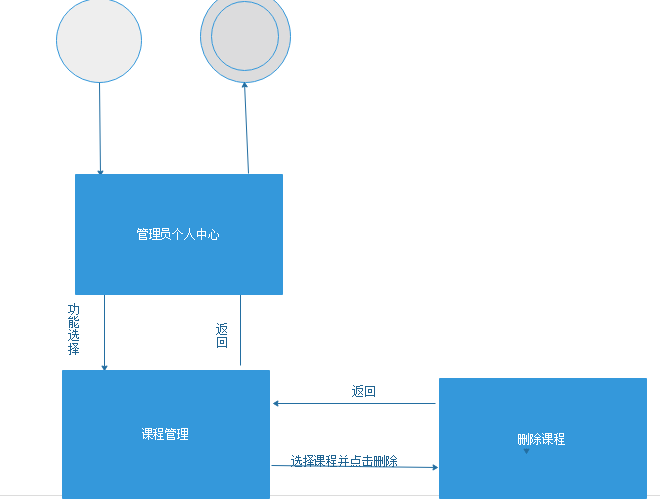 管理员个人中心
功能选择
返回
课程管理
返回
删除课程
选择课程并点击删除